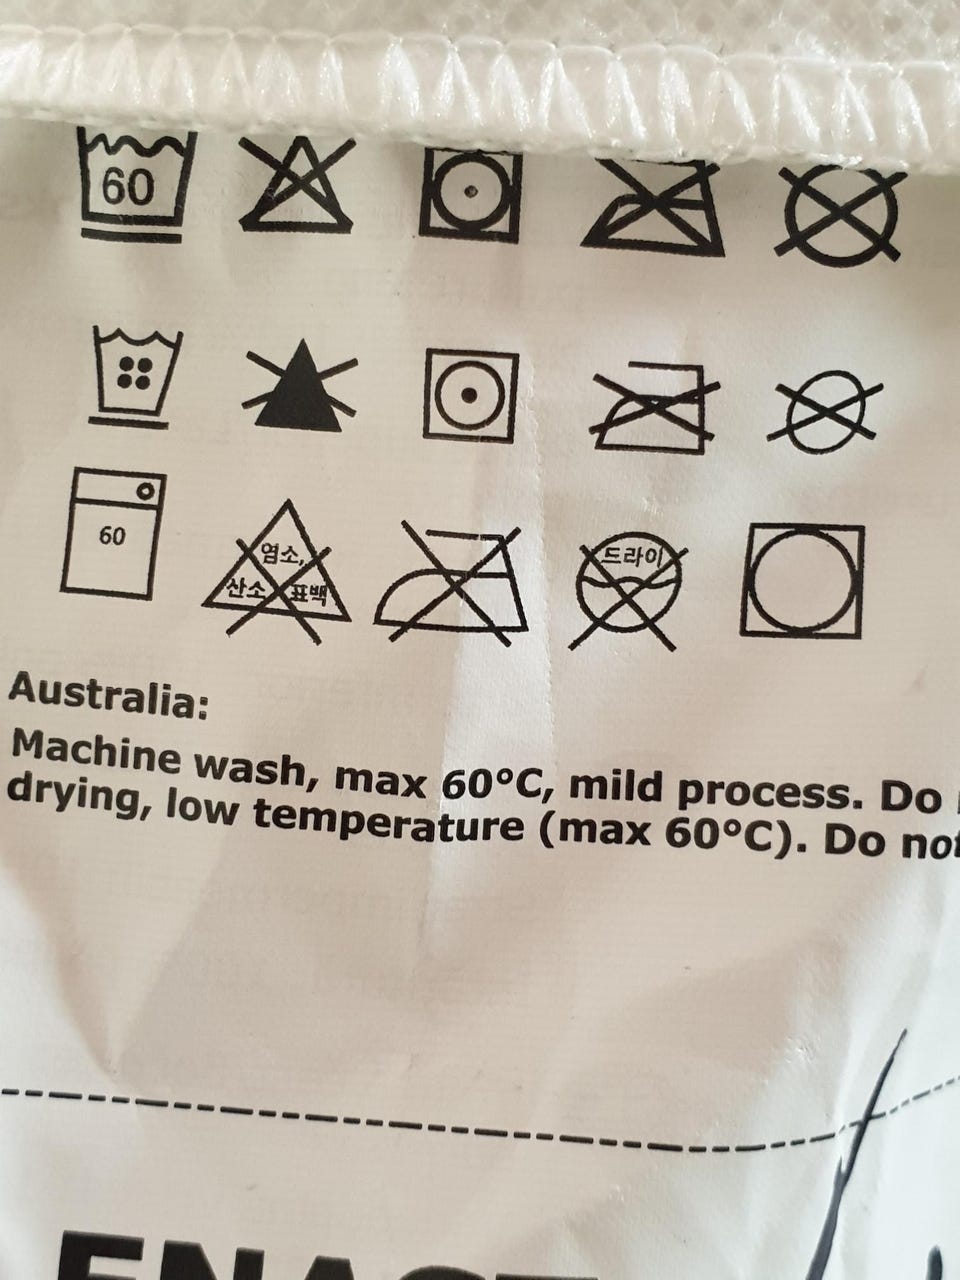 60
60
염소,
산소 표백
드라이
Australia:
Machine wash, max 60°C, mild process. Do
drying, low temperature (max 60°C). Do not